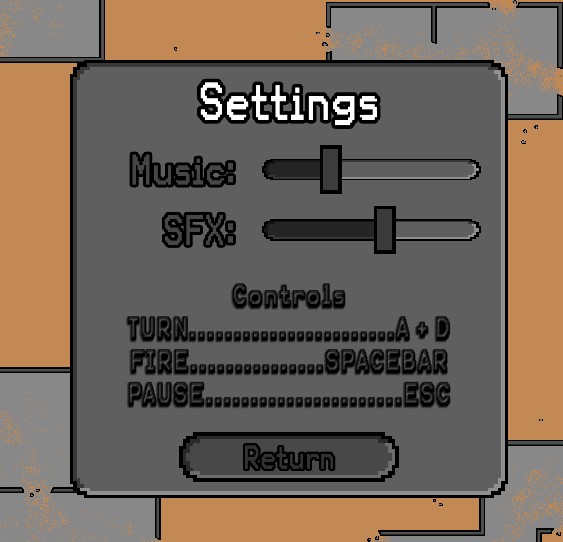 Settings
Music:
SFX:
Controls
TURN.......................A + D
FIRE...............SPACEBAR
PAUSE......................ESC
Return